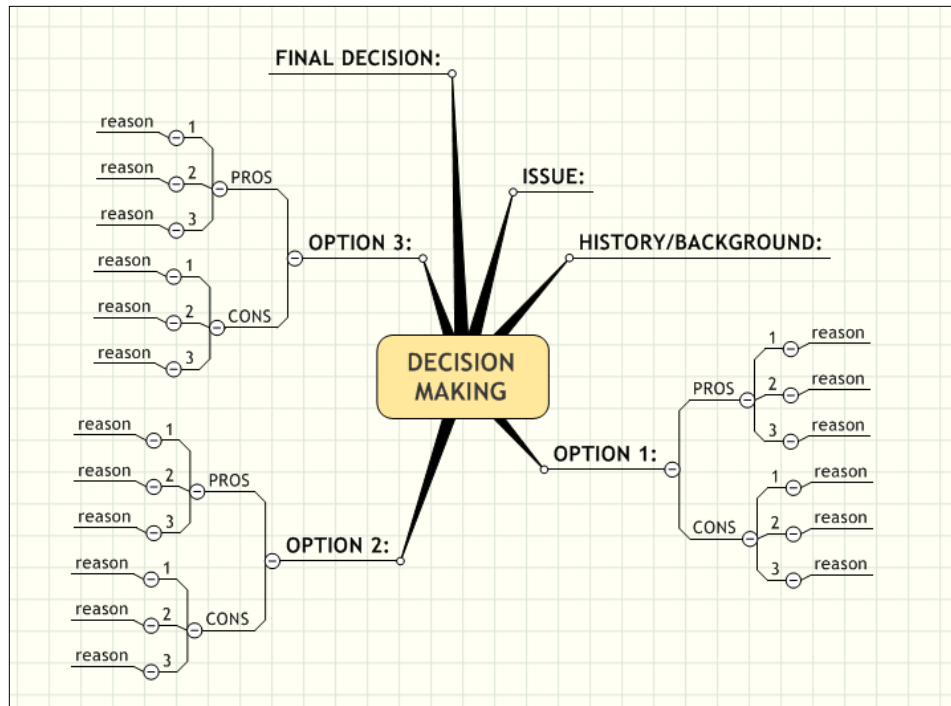 FINAL DECISION:
ISSUE:
HISTORY/BACKGROUND:
DECISION
MAKING
OPTION 1:
PROS
1 reason
2 reason
3 reason
CONS
1 reason
2 reason
3 reason
OPTION 2:
PROS
reason 1
reason 2
reason 3
CONS
reason 1
reason 2
reason 3
OPTION 3:
PROS
reason 1
reason 2
reason 3
CONS
reason 1
reason 2
reason 3